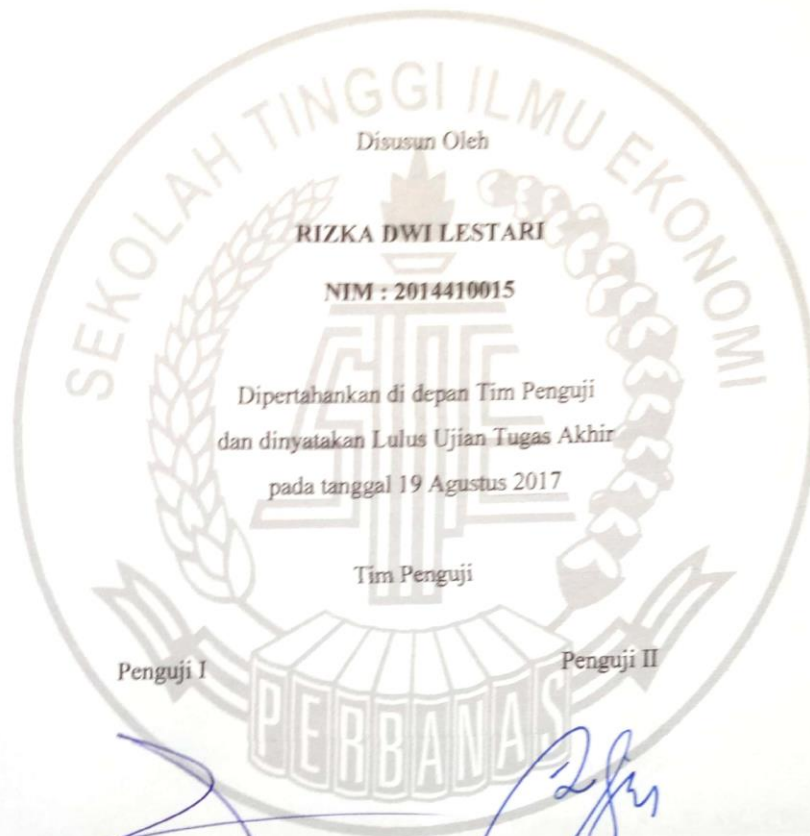 SEKOLAH TINGGI ILMU EKONOMI
Disusun Oleh
RIZKA DWI LESTARI
NIM : 2014410015
Dipertahankan di depan Tim Penguji
dan dinyatakan Lulus Ujian Tugas Akhir
pada tanggal 19 Agustus 2017
Tim Penguji
Penguji I Penguji II
PERBANAS